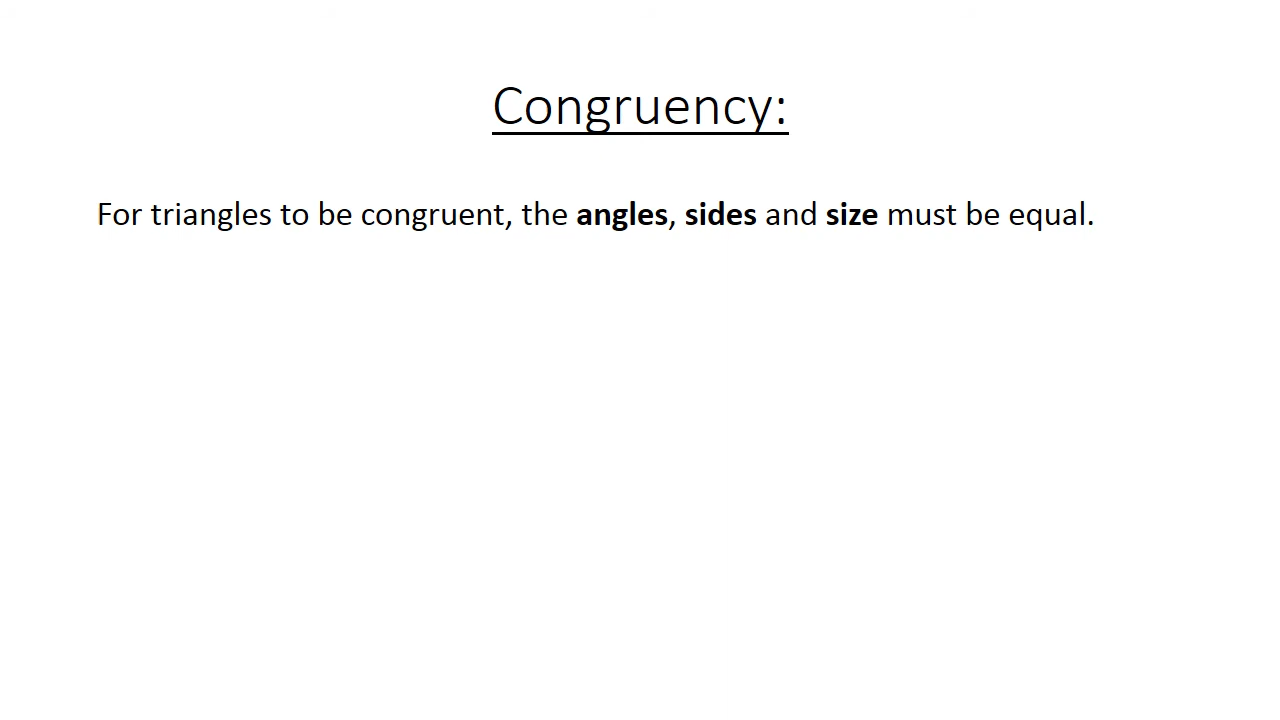 Congruency:
For triangles to be congruent, the angles, sides and size must be equal.